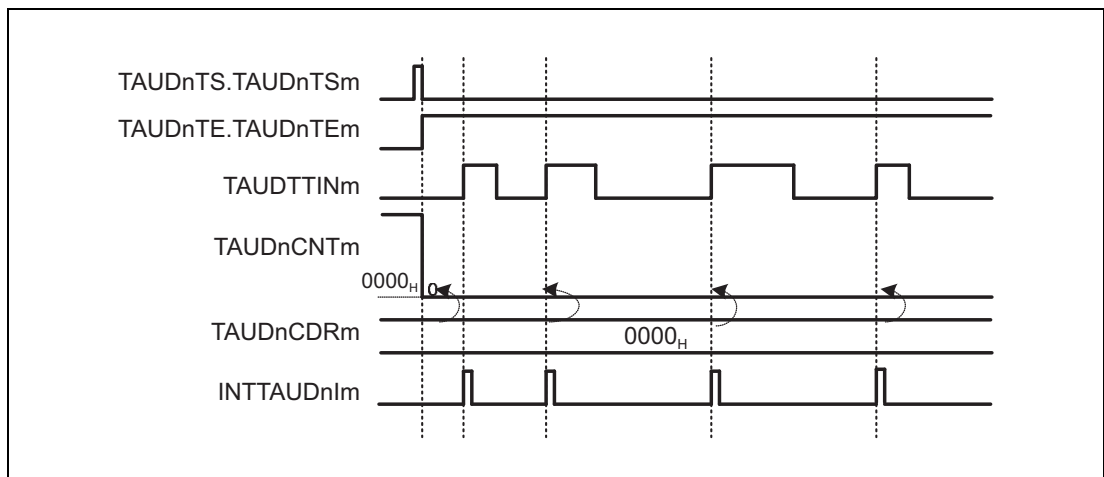 TAUDnTS.TAUDnTSm
TAUDnTE.TAUDnTEm
TAUDTTINm
TAUDnCNTm
0000H 0
TAUDnCDRm
0000H
INTTAUDnIm